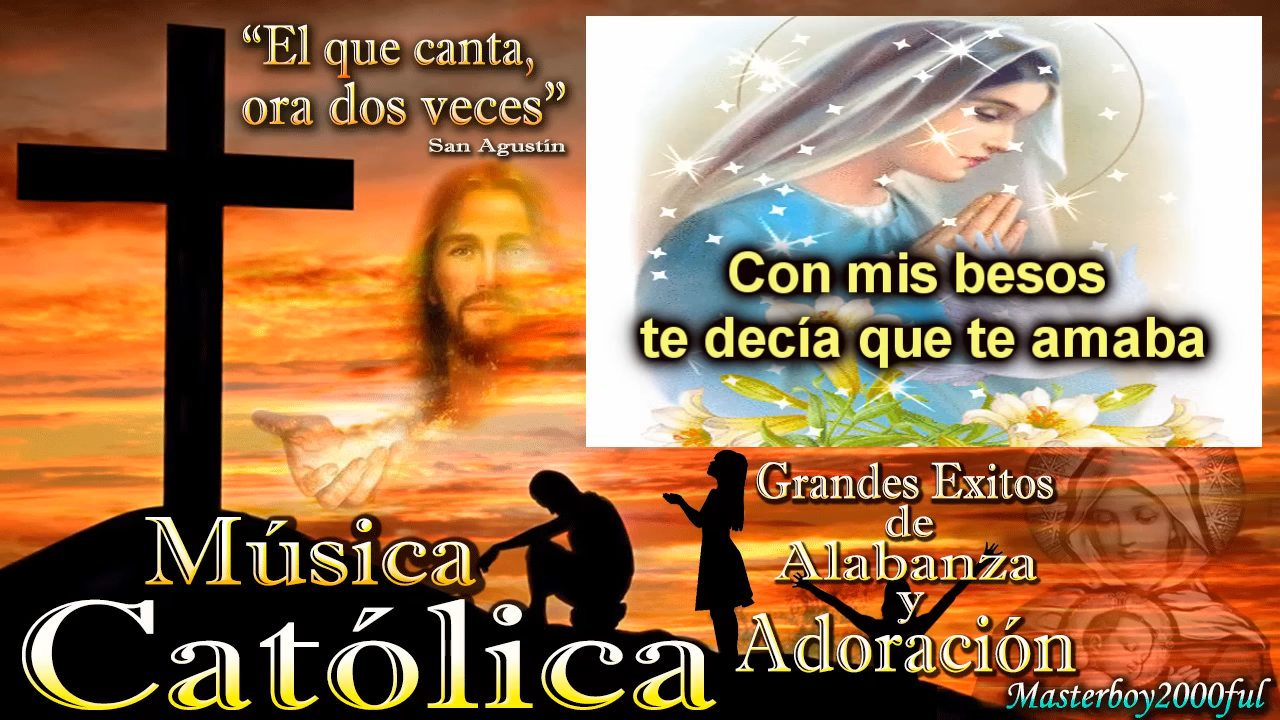 “El que canta,
ora dos veces”
San Agustín
Con mis besos
te decía que te amaba
Música
Católica
Grandes Exitos
de
Alabanza
y
Adoración
Masterboy2000ful